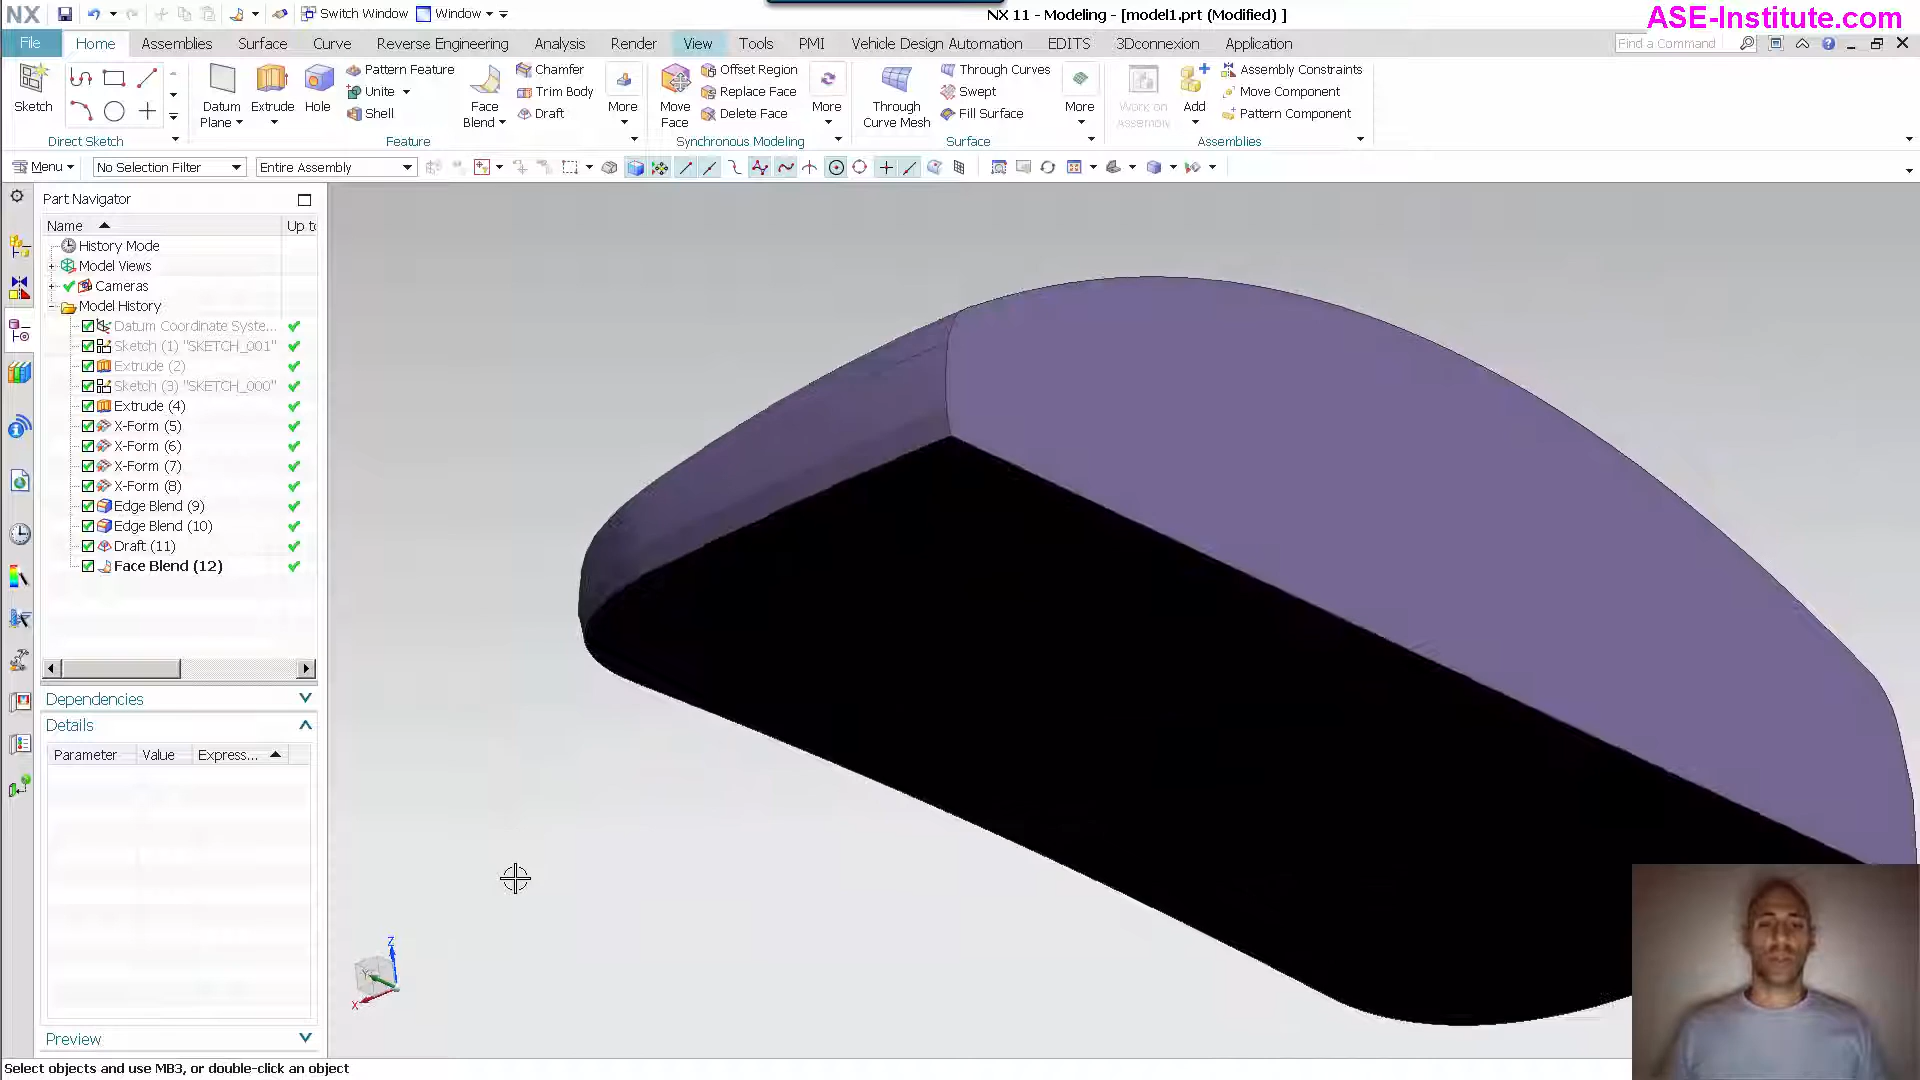 NX
Switch Window
Window
NX 11 - Modeling - [model1.prt (Modified) ]
ASE-Institute.com
File
Home
Assemblies
Surface
Curve
Reverse Engineering
Analysis
Render
View
Tools
PMI
Vehicle Design Automation
EDITS
3Dconnexion
Application
Find a Command
Sketch
Datum
Plane
Extrude
Hole
Pattern Feature
Unite
Shell
Face
Blend
Chamfer
Trim Body
Draft
More
Move
Face
Offset Region
Replace Face
Delete Face
More
Through
Curve Mesh
Through Curves
Swept
Fill Surface
More
Work on
Assembly
Add
Assembly Constraints
Move Component
Pattern Component
Direct Sketch
Feature
Synchronous Modeling
Surface
Assemblies
Menu
No Selection Filter
Entire Assembly
Part Navigator
Name
Up to
History Mode
Model Views
Cameras
Model History
Datum Coordinate Syste...
Sketch (1) "SKETCH_001"
Extrude (2)
Sketch (3) "SKETCH_000"
Extrude (4)
X-Form (5)
X-Form (6)
X-Form (7)
X-Form (8)
Edge Blend (9)
Edge Blend (10)
Draft (11)
Face Blend (12)
Dependencies
Details
Parameter
Value
Express...
Preview
Z
Y
X
Select objects and use MB3, or double-click an object